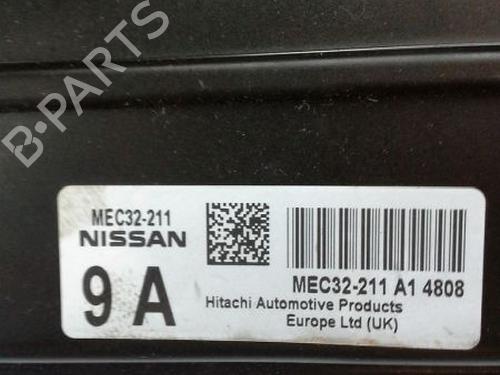 B-PARTS
MEC32-211
NISSAN
9 A
MEC32-211 A1 4808
Hitachi Automotive Products
Europe Ltd (UK)